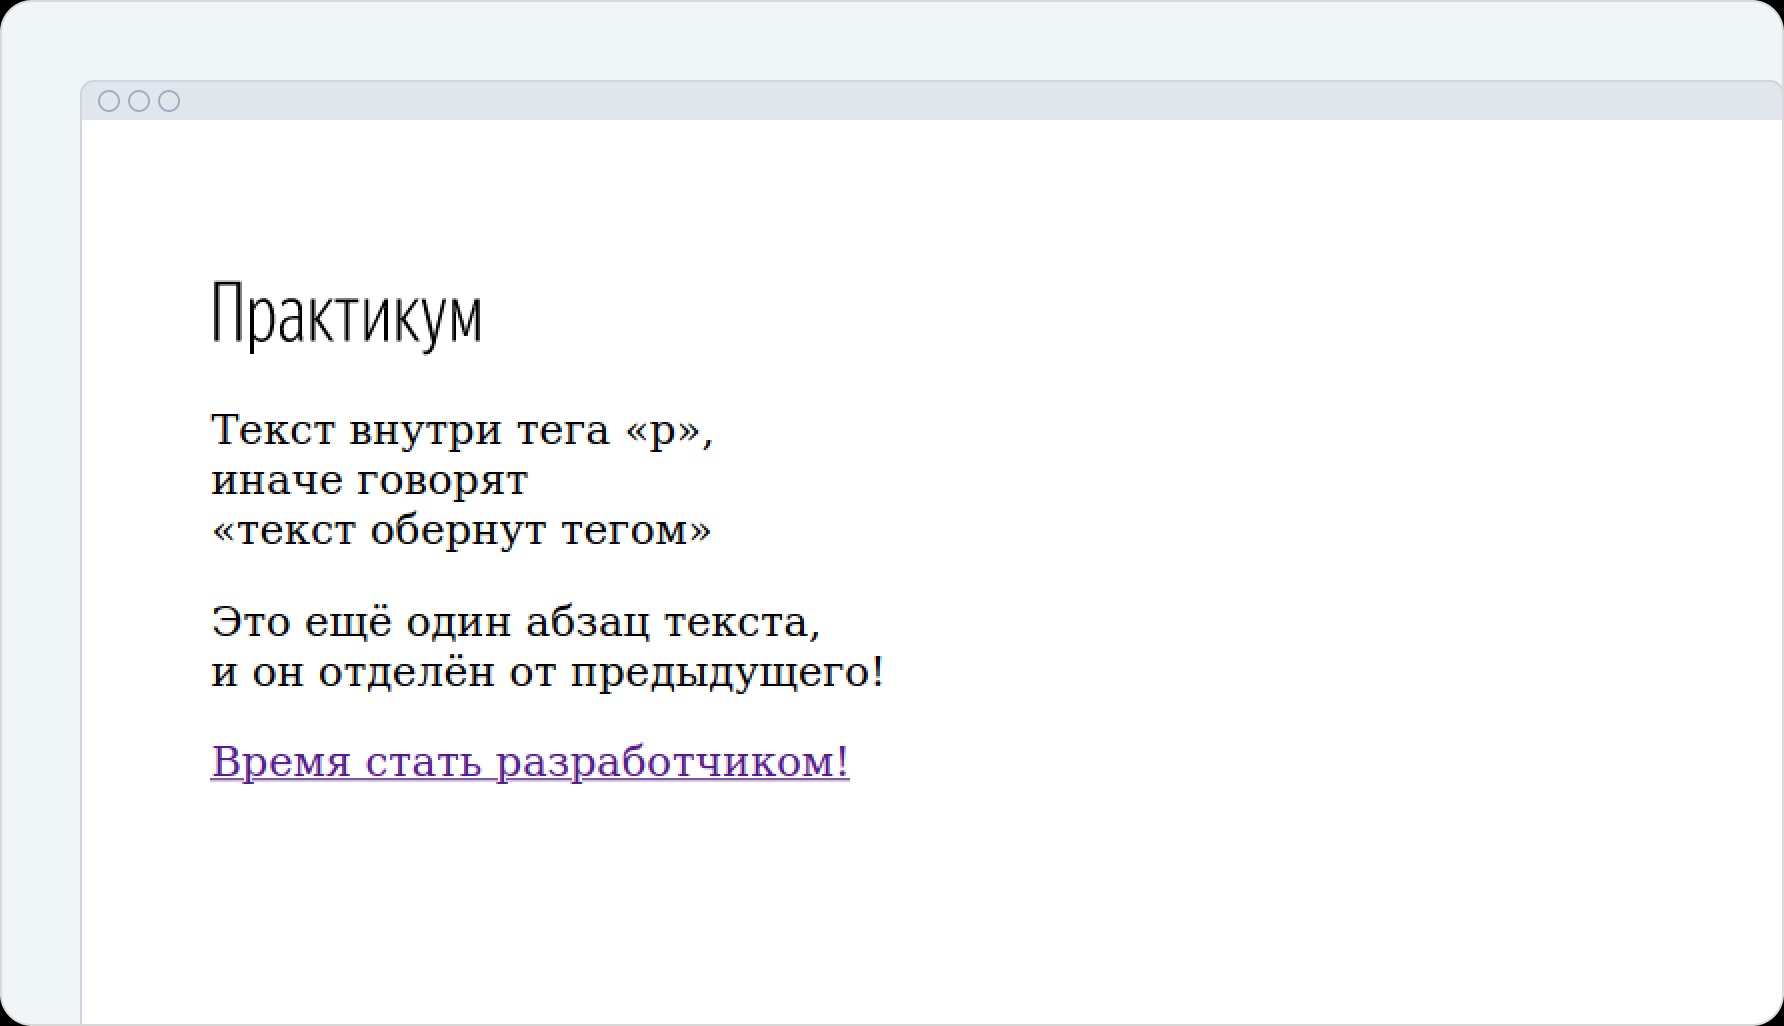 Практикум
Текст внутри тега «p»,
иначе говорят
«текст обернут тегом»
Это ещё один абзац текста,
и он отделён от предыдущего!
Время стать разработчиком!